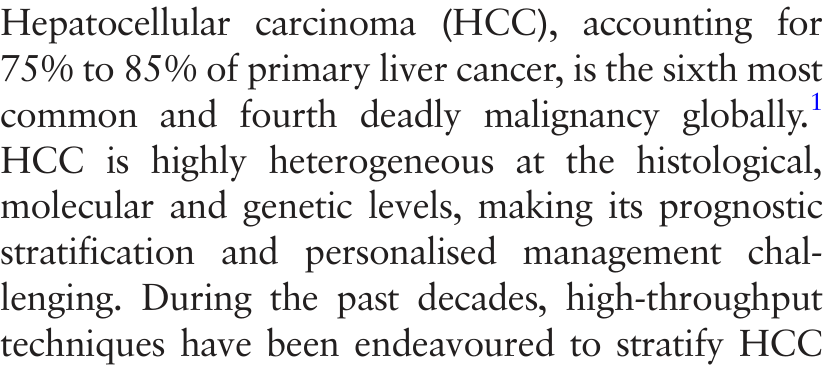 Hepatocellular carcinoma (HCC), accounting for
75% to 85% of primary liver cancer, is the sixth most
common and fourth deadly malignancy globally.1
HCC is highly heterogeneous at the histological,
molecular and genetic levels, making its prognostic
stratification and personalised management chal-
lenging. During the past decades, high-throughput
techniques have been endeavoured to stratify HCC